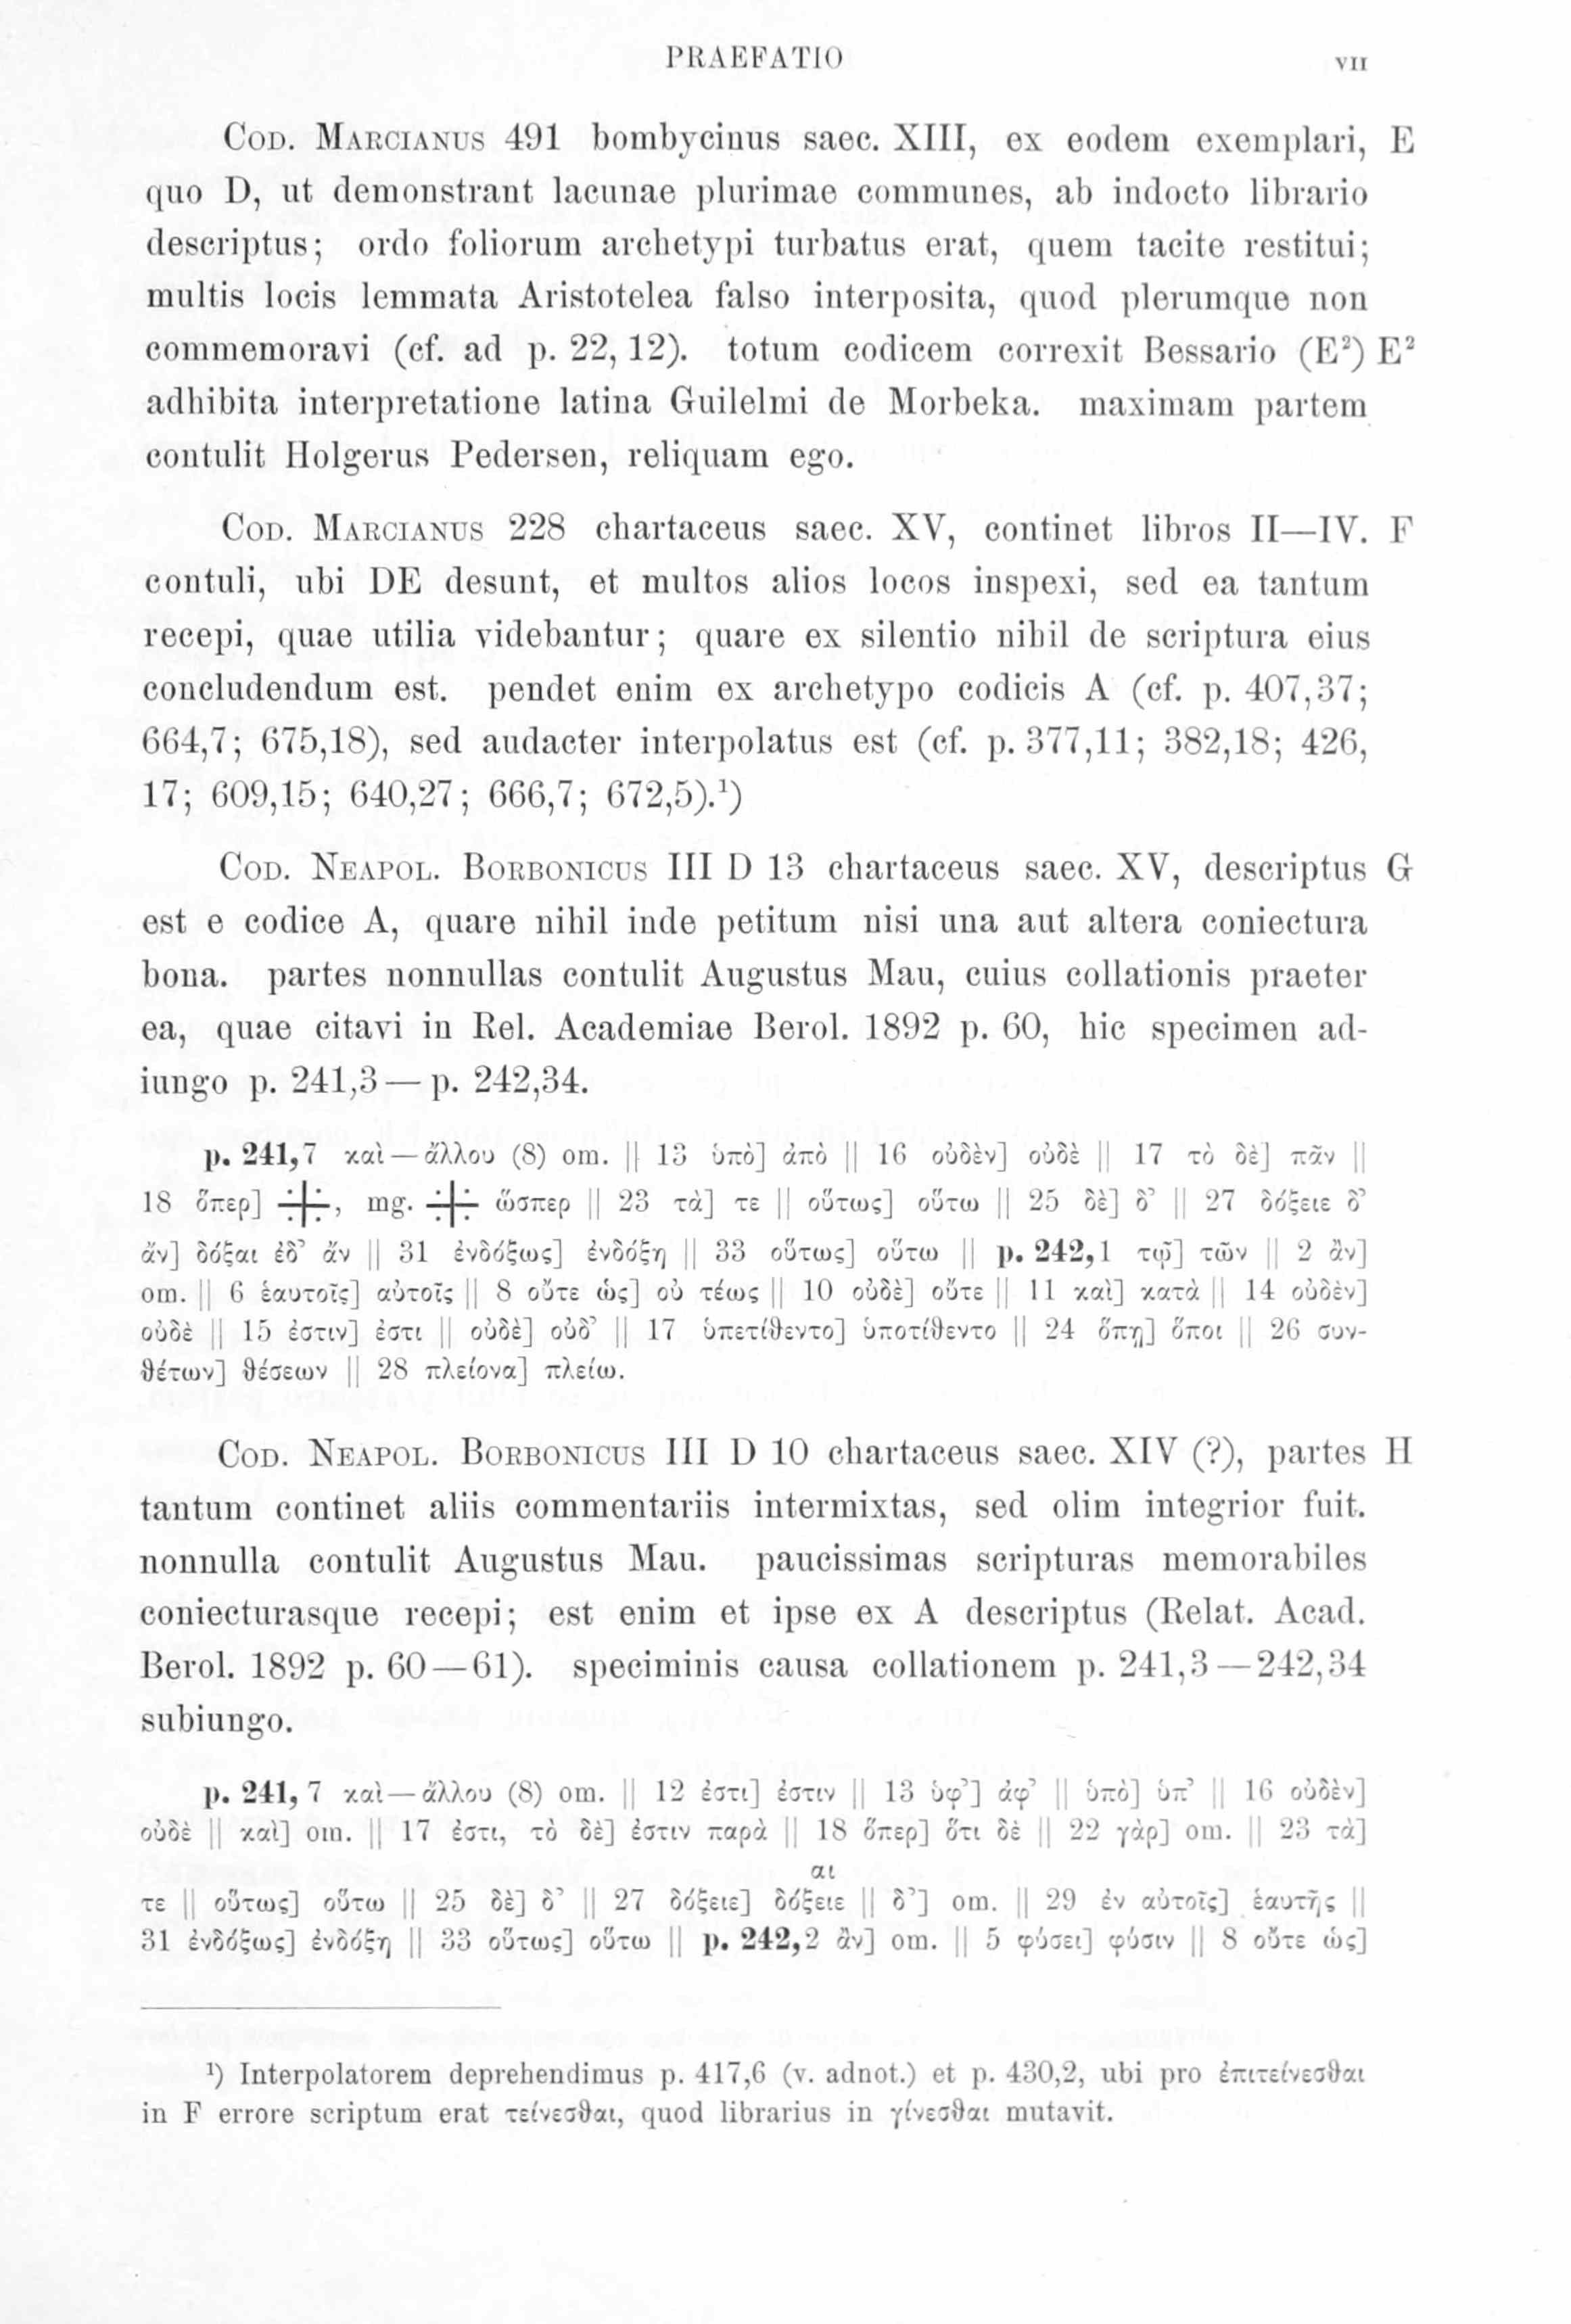 PRAEFATIO VII
COD. MARCIANUS 491 bombycinus saec. XIII, ex eodem exemplari, E
quo D, ut demonstrant lacunae plurimae communes, ab indocto librario
descriptus; ordo foliorum archetypi turbatus erat, quem tacite restitui;
multis locis lemmata Aristotelea falso interposita, quod plerumque non
commemoravi (cf. ad p. 22, 12). totum codicem correxit Bessario (E²) E²
adhibita interpretatione latina Guilelmi de Morbeka. maximam partem
contulit Holgerus Pedersen, reliquam ego.
COD. MARCIANUS 228 chartaceus saec. XV, continet libros II—IV. F
contuli, ubi DE desunt, et multos alios locos inspexi, sed ea tantum
recepi, quae utilia videbantur; quare ex silentio nihil de scriptura eius
concludendum est. pendet enim ex archetypo codicis A (cf. p. 407,37;
664,7; 675,18), sed audacter interpolatus est (cf. p. 377,11; 382,18; 426,
17; 609,15; 640,27; 666,7; 672,5).¹)
COD. NEAPOL. BORBONICUS III D 13 chartaceus saec. XV, descriptus G
est e codice A, quare nihil inde petitum nisi una aut altera coniectura
bona. partes nonnullas contulit Augustus Mau, cuius collationis praeter
ea, quae citavi in Rel. Academiae Berol. 1892 p. 60, hic specimen ad-
iungo p. 241,3 — p. 242,34.
p. 241,7 καὶ — ἄλλου (8) om. || 13 ὑπὸ] ἀπὸ || 16 οὐδὲν] οὐδὲ || 17 τὸ δὲ] πᾶν ||
18 ὅπερ] , mg. ὥσπερ || 23 τὰ] τε || οὕτως] οὕτω || 25 δὲ] δ’ || 27 δόξειε δ’
ἄν] δόξαι ἐδ’ ἄν || 31 ἐνδόξως] ἐνδόξῃ || 33 οὕτως] οὕτω || p. 242,1 τῷ] τῶν || 2 ἂν]
om. || 6 ἑαυτοῖς] αὐτοῖς || 8 οὔτε ὡς] οὐ τέως || 10 οὐδὲ] οὔτε || 11 καὶ] κατὰ || 14 οὐδὲν]
οὐδὲ || 15 ἐστιν] ἐστι || οὐδὲ] οὐδ’ || 17 ὑπετίθεντο] ὑποτίθεντο || 24 ὅπῃ] ὅποι || 26 συν-
θέτων] θέσεων || 28 πλείονα] πλείω.
COD. NEAPOL. BORBONICUS III D 10 chartaceus saec. XIV (?), partes H
tantum continet aliis commentariis intermixtas, sed olim integrior fuit.
nonnulla contulit Augustus Mau. paucissimas scripturas memorabiles
coniecturasque recepi; est enim et ipse ex A descriptus (Relat. Acad.
Berol. 1892 p. 60 — 61). speciminis causa collationem p. 241,3 — 242,34
subiungo.
p. 241, 7 καὶ — ἄλλου (8) om. || 12 ἐστι] ἐστιν || 13 ὑφ’] ἀφ’ || ὑπὸ] ὑπ’ || 16 οὐδὲν]
οὐδὲ || καὶ] om. || 17 ἐστι, τὸ δὲ] ἐστιν παρὰ || 18 ὅπερ] ὅτι δὲ || 22 γὰρ] om. || 23 τὰ]
αι
τε || οὕτως] οὕτω || 25 δὲ] δ’ || 27 δόξειε] δόξειε || δ’] om. || 29 ἐν αὐτοῖς] ἑαυτῆς ||
31 ἐνδόξως] ἐνδόξῃ || 33 οὕτως] οὕτω || p. 242,2 ἂν] om. || 5 φύσει] φύσιν || 8 οὔτε ὡς]
¹) Interpolatorem deprehendimus p. 417,6 (v. adnot.) et p. 430,2, ubi pro ἐπιτείνεσθαι
in F errore scriptum erat τείνεσθαι, quod librarius in γίνεσθαι mutavit.